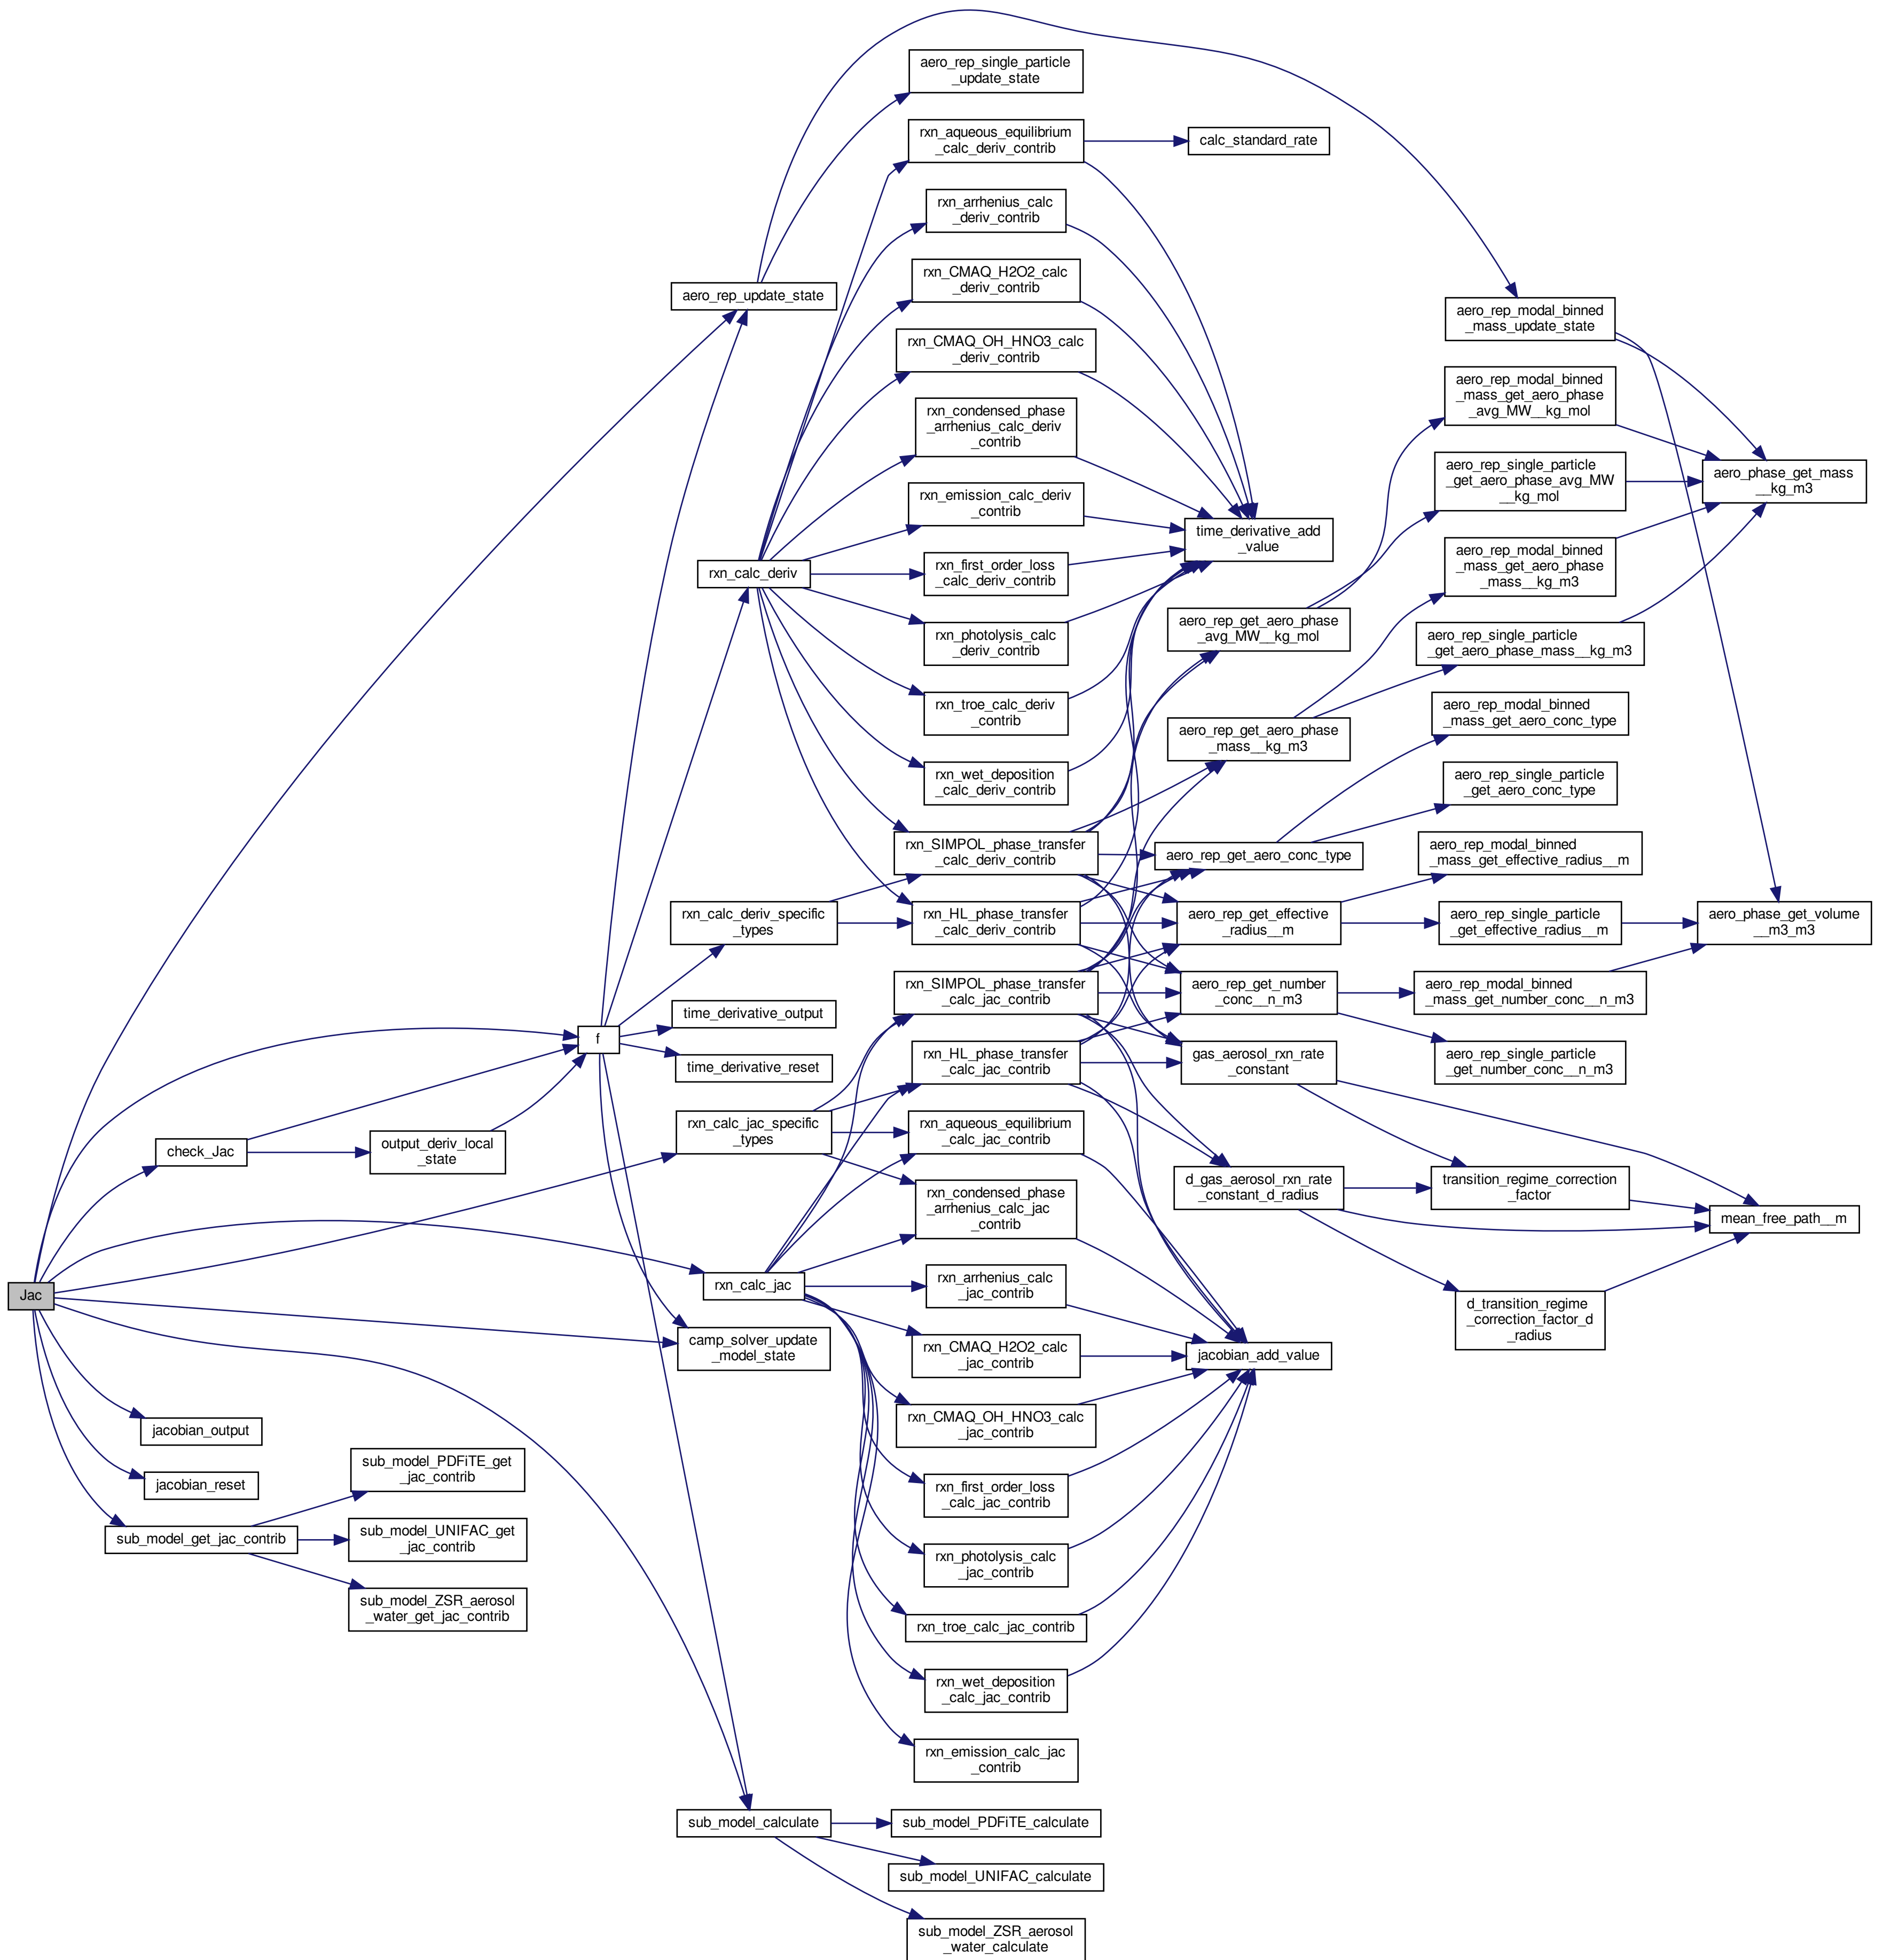 aero_rep_single_particle
_update_state
rxn_aqueous_equilibrium
_calc_deriv_contrib
calc_standard_rate
rxn_arrhenius_calc
_deriv_contrib
rxn_CMAQ_H2O2_calc
_deriv_contrib
aero_rep_update_state
aero_rep_modal_binned
_mass_update_state
rxn_CMAQ_OH_HNO3_calc
_deriv_contrib
aero_rep_modal_binned
_mass_get_aero_phase
_avg_MW__kg_mol
rxn_condensed_phase
_arrhenius_calc_deriv
_contrib
aero_rep_single_particle
_get_aero_phase_avg_MW
__kg_mol
aero_phase_get_mass
__kg_m3
rxn_emission_calc_deriv
_contrib
time_derivative_add
_value
aero_rep_modal_binned
_mass_get_aero_phase
_mass__kg_m3
rxn_calc_deriv
rxn_first_order_loss
_calc_deriv_contrib
rxn_photolysis_calc
_deriv_contrib
aero_rep_get_aero_phase
_avg_MW__kg_mol
aero_rep_single_particle
_get_aero_phase_mass__kg_m3
rxn_troe_calc_deriv
_contrib
aero_rep_get_aero_phase
_mass__kg_m3
aero_rep_modal_binned
_mass_get_aero_conc_type
rxn_wet_deposition
_calc_deriv_contrib
aero_rep_single_particle
_get_aero_conc_type
rxn_SIMPOL_phase_transfer
_calc_deriv_contrib
aero_rep_get_aero_conc_type
aero_rep_modal_binned
_mass_get_effective_radius__m
rxn_calc_deriv_specific
_types
rxn_HL_phase_transfer
_calc_deriv_contrib
aero_rep_get_effective
_radius__m
aero_rep_single_particle
_get_effective_radius__m
aero_phase_get_volume
__m3_m3
rxn_SIMPOL_phase_transfer
_calc_jac_contrib
aero_rep_get_number
_conc__n_m3
aero_rep_modal_binned
_mass_get_number_conc__n_m3
time_derivative_output
f
time_derivative_reset
rxn_HL_phase_transfer
_calc_jac_contrib
gas_aerosol_rxn_rate
_constant
aero_rep_single_particle
_get_number_conc__n_m3
check_Jac
output_deriv_local
_state
rxn_calc_jac_specific
_types
rxn_aqueous_equilibrium
_calc_jac_contrib
d_gas_aerosol_rxn_rate
_constant_d_radius
transition_regime_correction
_factor
rxn_condensed_phase
_arrhenius_calc_jac
_contrib
mean_free_path__m
Jac
rxn_calc_jac
rxn_arrhenius_calc
_jac_contrib
d_transition_regime
_correction_factor_d
_radius
camp_solver_update
_model_state
rxn_CMAQ_H2O2_calc
_jac_contrib
jacobian_add_value
jacobian_output
rxn_CMAQ_OH_HNO3_calc
_jac_contrib
jacobian_reset
sub_model_PDFiTE_get
_jac_contrib
rxn_first_order_loss
_calc_jac_contrib
sub_model_get_jac_contrib
sub_model_UNIFAC_get
_jac_contrib
rxn_photolysis_calc
_jac_contrib
sub_model_ZSR_aerosol
_water_get_jac_contrib
rxn_troe_calc_jac_contrib
rxn_wet_deposition
_calc_jac_contrib
rxn_emission_calc_jac
_contrib
sub_model_calculate
sub_model_PDFiTE_calculate
sub_model_UNIFAC_calculate
sub_model_ZSR_aerosol
_water_calculate